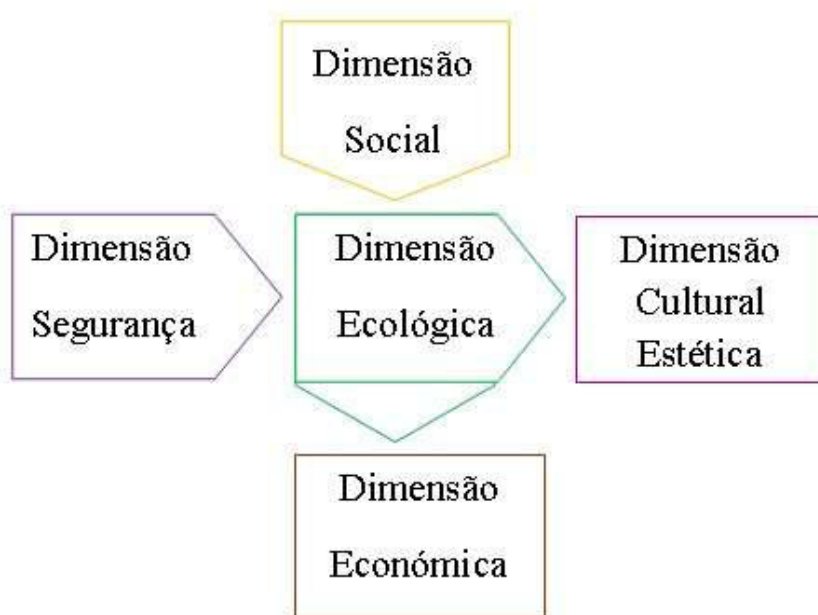 Dimensão
Social
Dimensão
Segurança
Dimensão
Ecológica
Dimensão
Cultural
Estética
Dimensão
Económica